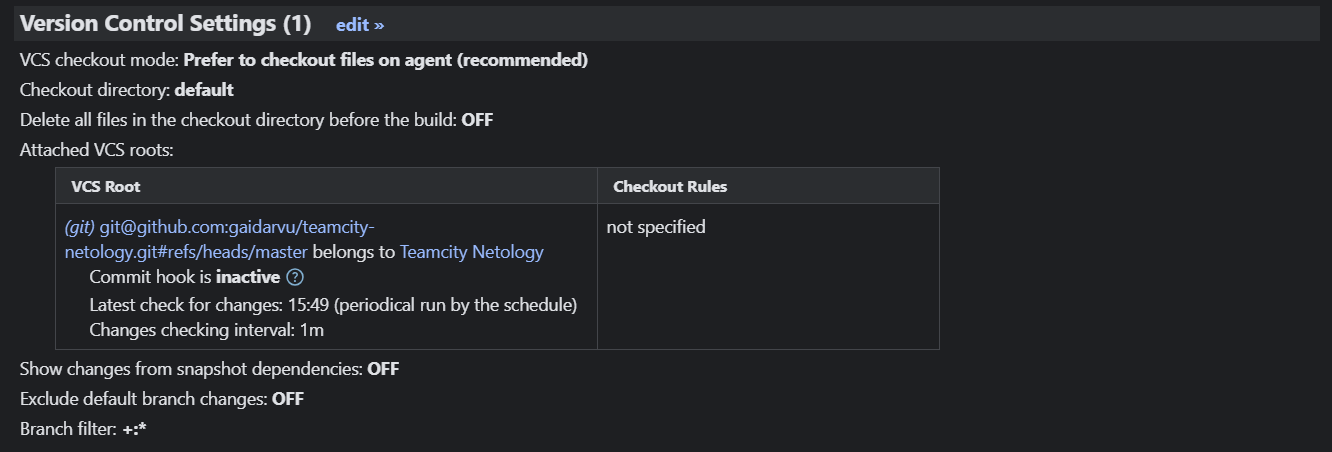 Version Control Settings (1) edit »
VCS checkout mode: Prefer to checkout files on agent (recommended)
Checkout directory: default
Delete all files in the checkout directory before the build: OFF
Attached VCS roots:
VCS Root Checkout Rules
(git) git@github.com:gaidarvu/teamcity-
netology.git#refs/heads/master belongs to Teamcity Netology
not specified
Commit hook is inactive ?
Latest check for changes: 15:49 (periodical run by the schedule)
Changes checking interval: 1m
Show changes from snapshot dependencies: OFF
Exclude default branch changes: OFF
Branch filter: +:*